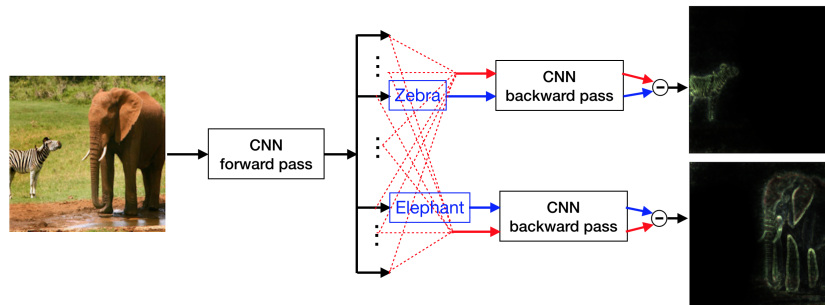 CNN
forward pass
Zebra
CNN
backward pass
Elephant
CNN
backward pass